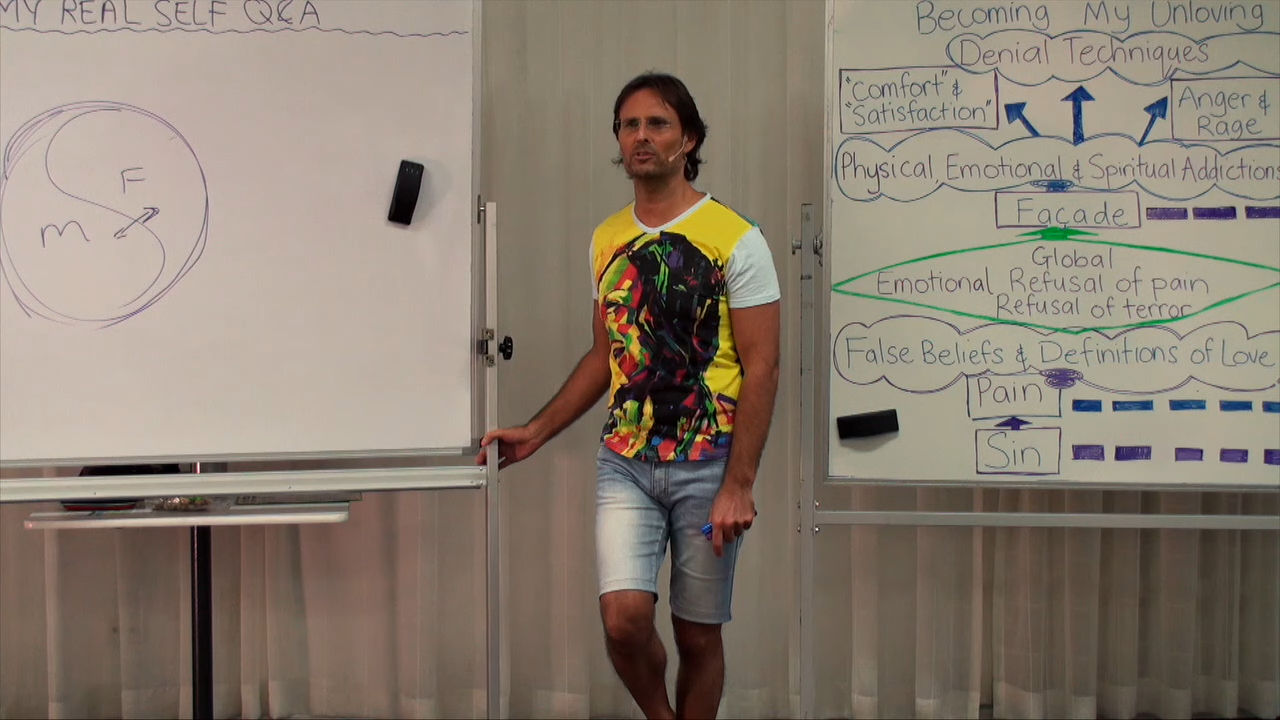 MY REAL SELF Q&A
F
M
Becoming My Unloving
Denial Techniques
"Comfort" &
"Satisfaction"
Anger &
Rage
Physical, Emotional & Spiritual Addictions
Façade
Global
Emotional Refusal of pain
Refusal of terror
False Beliefs & Definitions of Love
Pain
Sin